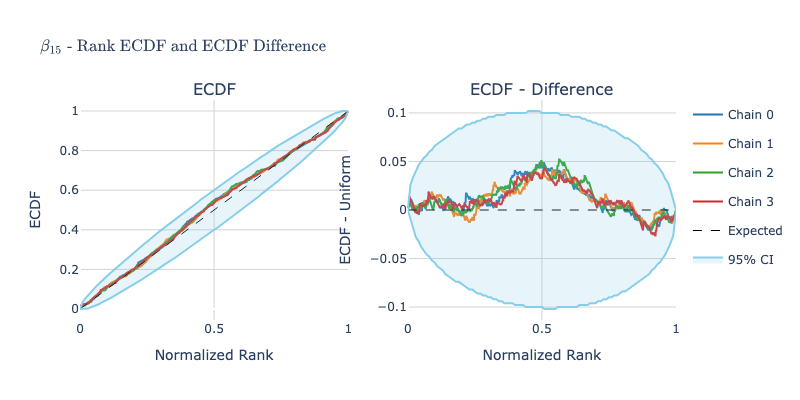 β₁₅ - Rank ECDF and ECDF Difference
ECDF
ECDF - Difference
ECDF
1
0.8
0.6
0.4
0.2
0
0
0.5
1
Normalized Rank
ECDF - Uniform
0.1
0.05
0
−0.05
−0.1
0
0.5
1
Normalized Rank
Chain 0
Chain 1
Chain 2
Chain 3
Expected
95% CI